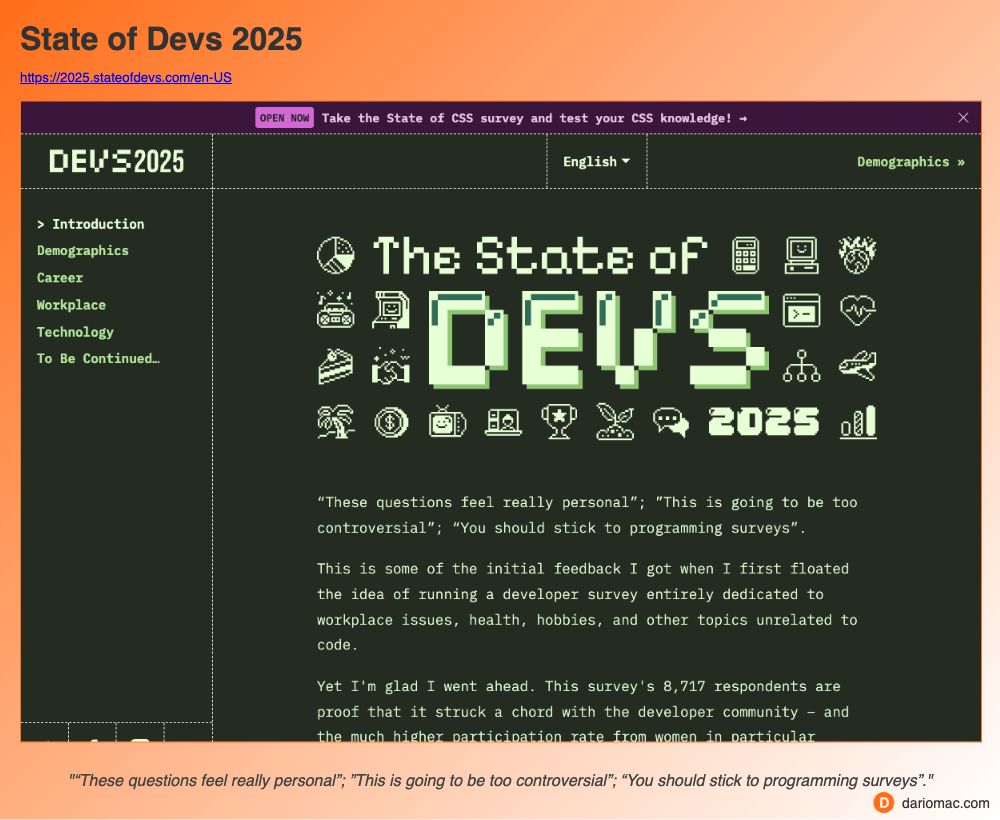 State of Devs 2025
https://2025.stateofdevs.com/en-US
OPEN NOW Take the State of CSS survey and test your CSS knowledge! →
DEVS2025
English
Demographics »
> Introduction
Demographics
Career
Workplace
Technology
To Be Continued…
The State of
DEVS
2025
“These questions feel really personal”; ”This is going to be too
controversial”; “You should stick to programming surveys”.
This is some of the initial feedback I got when I first floated
the idea of running a developer survey entirely dedicated to
workplace issues, health, hobbies, and other topics unrelated to
code.
Yet I'm glad I went ahead. This survey's 8,717 respondents are
proof that it struck a chord with the developer community – and
the much higher participation rate from women in particular
"“These questions feel really personal”; ”This is going to be too controversial”; “You should stick to programming surveys”."
D dariomac.com